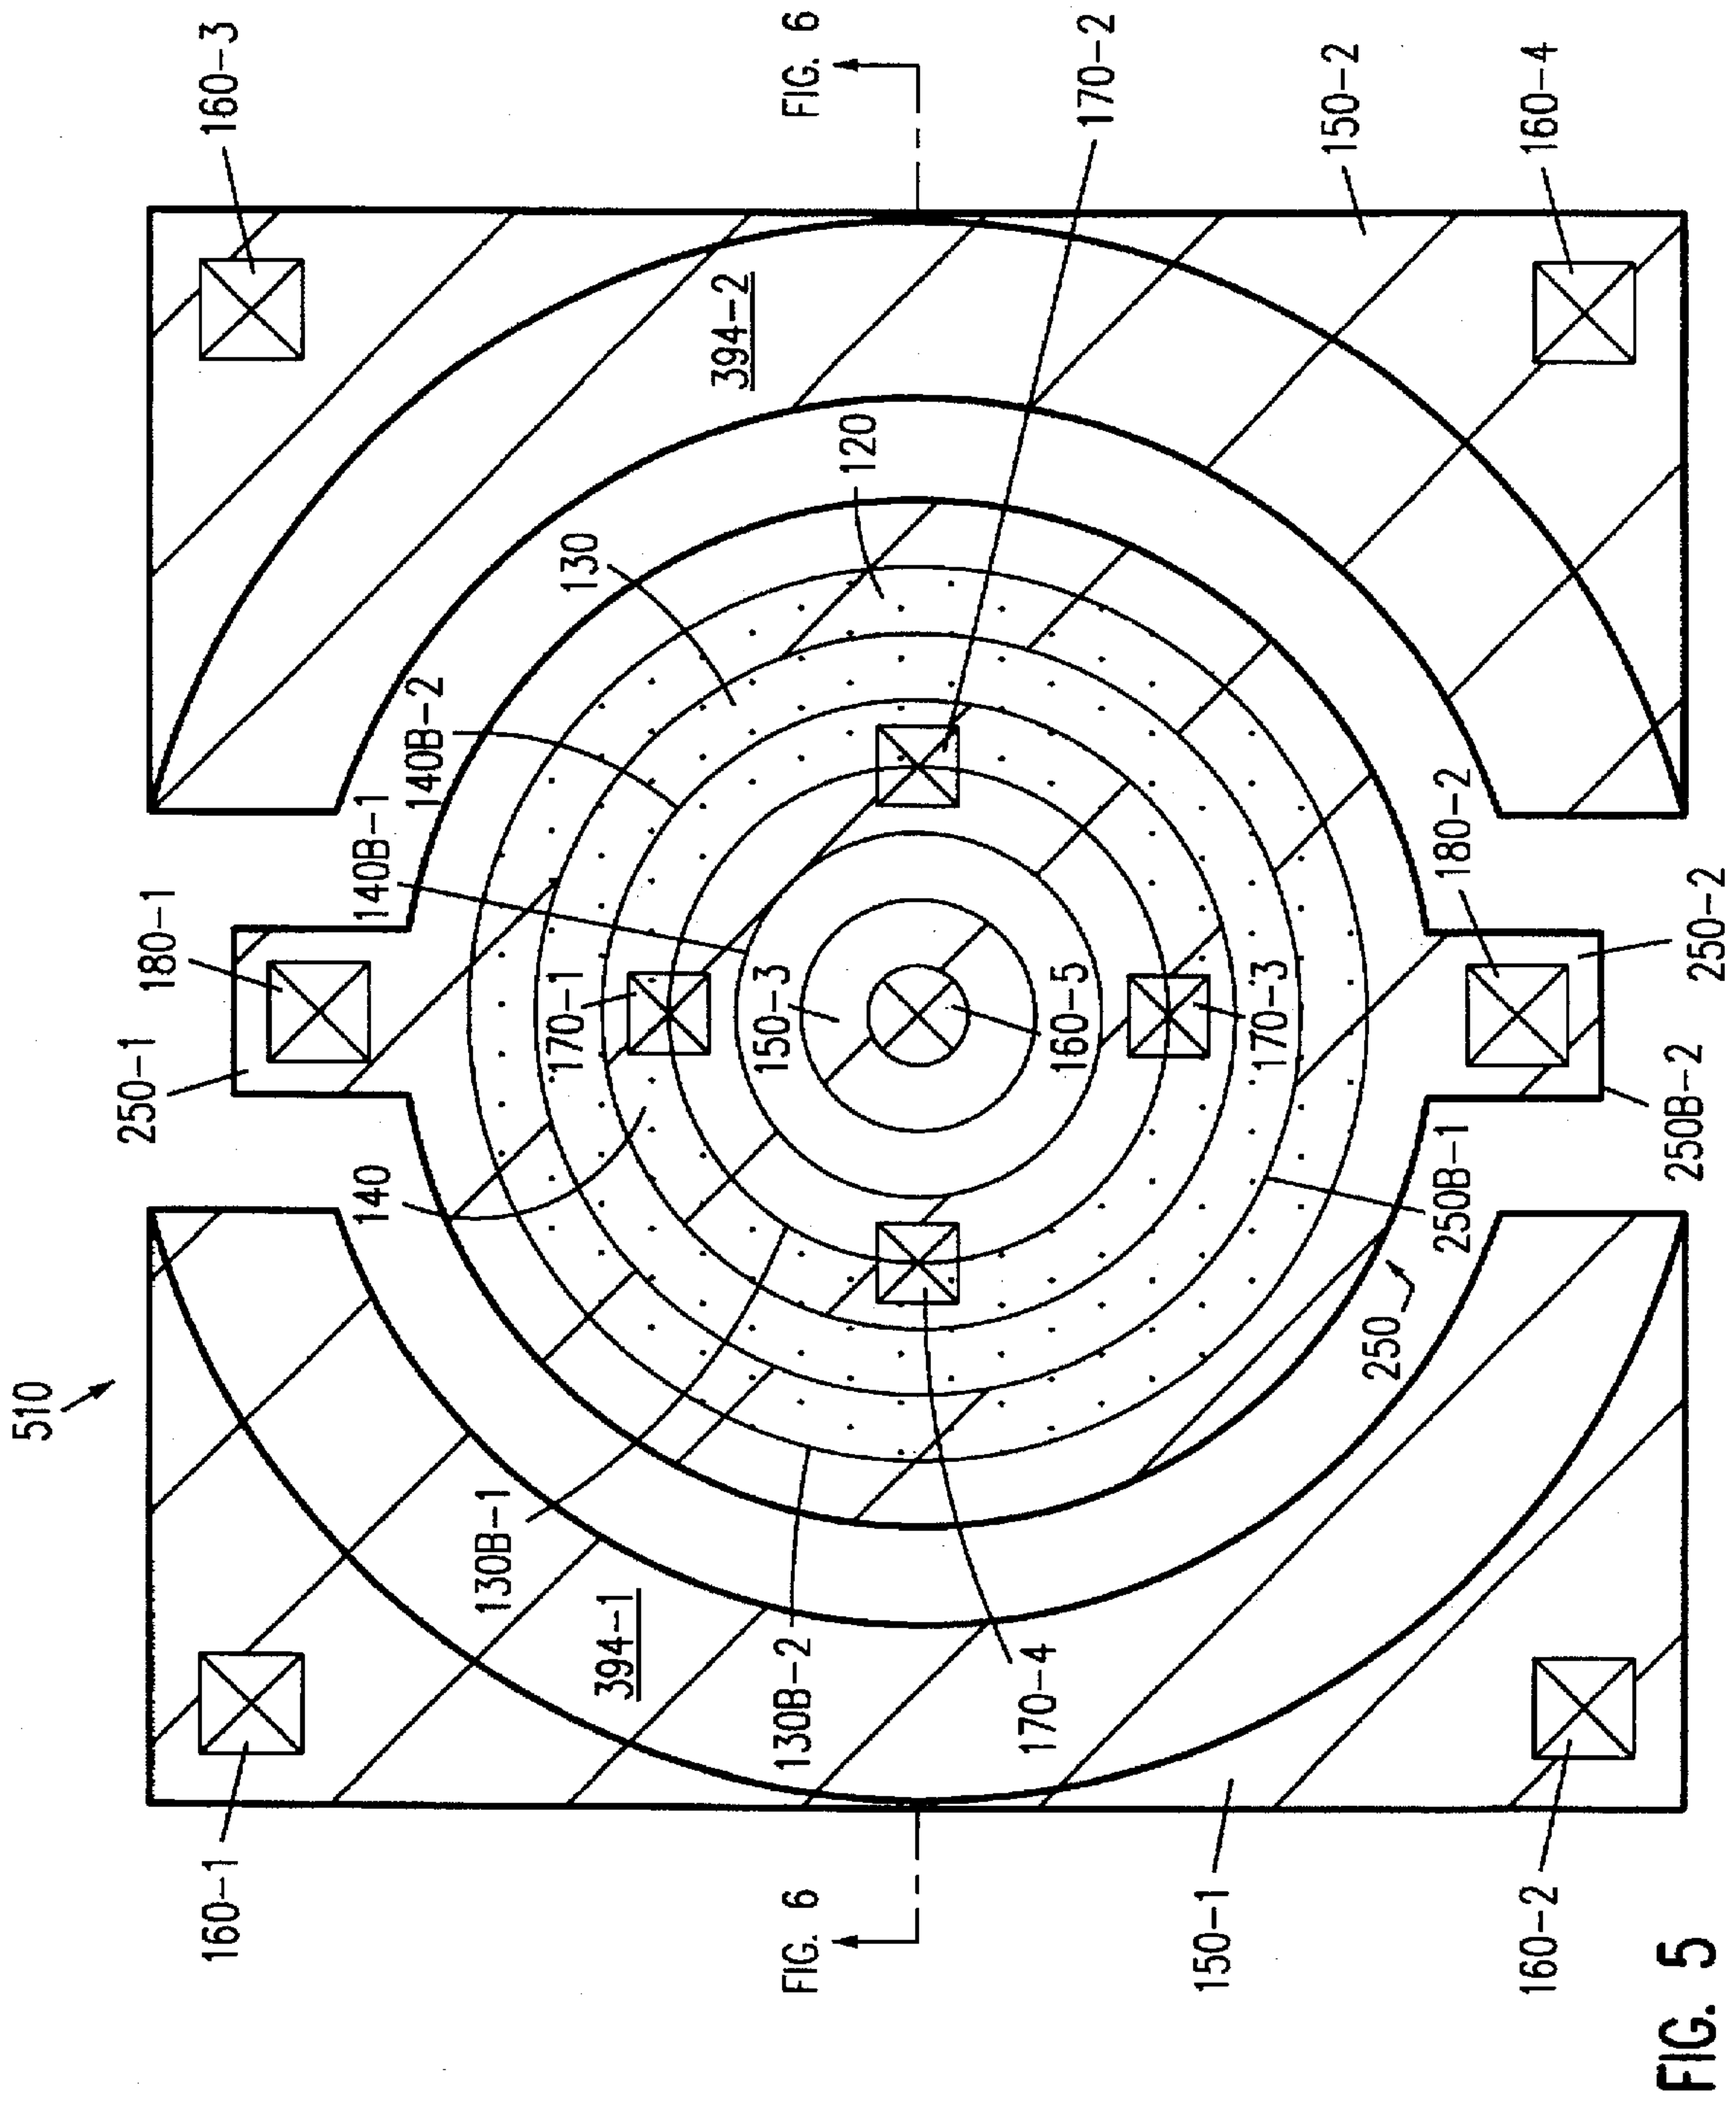 510
160-1
160-3
250-1
180-1
394-1
130B-1
140
140B-1
140B-2
130
394-2
130B-2
170-1
120
FIG. 6
FIG. 6
150-3
170-4
160-5
170-2
150-1
250
250B-1
170-3
180-2
150-2
160-2
250B-2
250-2
160-4
FIG. 5